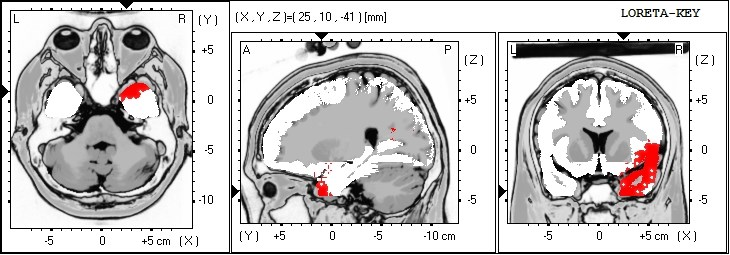 L R (Y)
+5
0
-5
-10
-5 0 +5 cm (X)
(X,Y,Z)=(25,10,-41) [mm]
A P (Z)
+5
0
-5
(Y) +5 0 -5 -10 cm
LORETA-KEY
L R (Z)
+5
0
-5
-5 0 +5 cm (X)